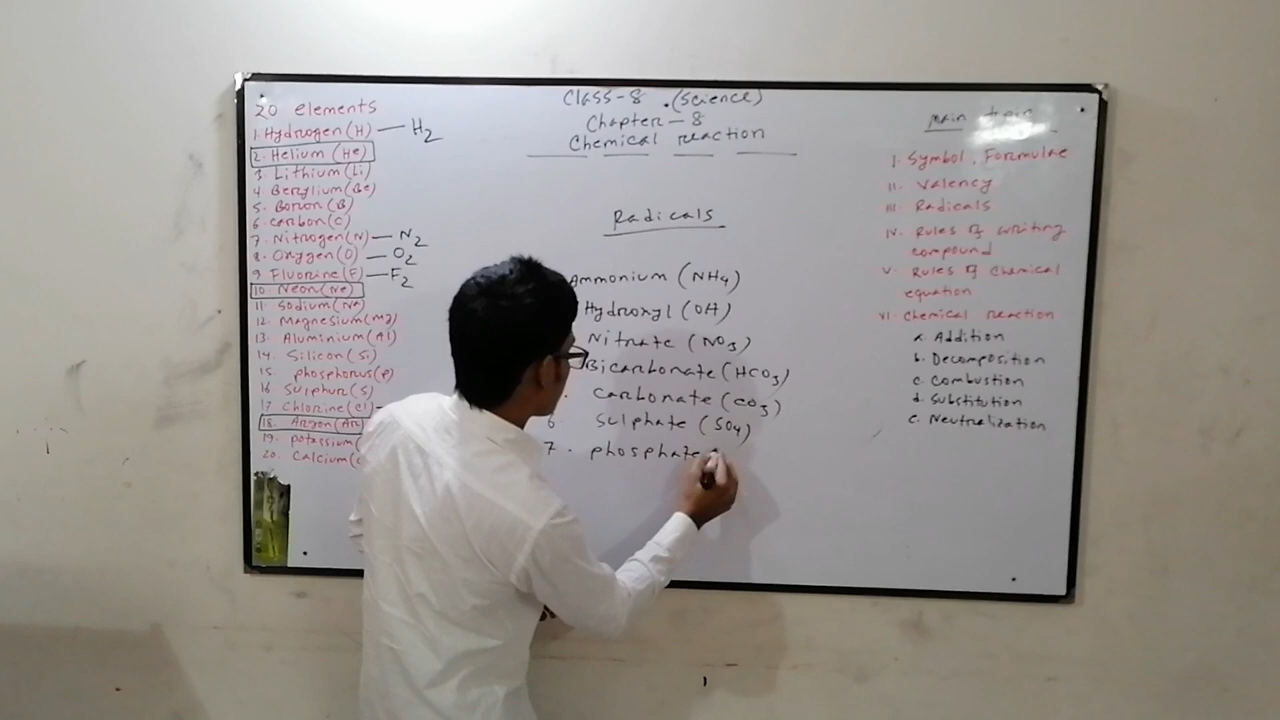 Class-8 .(Science)
Chapter-8
Chemical reaction
20 elements
1. Hydrogen(H) — H2
2. Helium (He)
3. Lithium (Li)
4. Berylium(Be)
5. Boron(B)
6. carbon(C)
7. Nitrogen(N) — N2
8. Oxygen(O) — O2
9. Fluorine(F) — F2
10. Neon(Ne)
11. Sodium(Na)
12. Magnesium(Mg)
13. Aluminium(Al)
14. Silicon(Si)
15. phosphorus(P)
16. Sulphur(S)
17. Chlorine(Cl)
18. Argon(Ar)
19. potassium(
20. Calcium(
Radicals
Ammonium (NH4)
Hydroxyl (OH)
Nitrate (NO3)
Bicarbonate (HCO3)
carbonate (CO3)
6. Sulphate (SO4)
7. phosphate
main topic
I. Symbol, Formulae
II. Valency
III. Radicals
IV. Rules of writing
compound
V. Rules of Chemical
equation
VI. Chemical reaction
a. Addition
b. Decomposition
c. Combustion
d. Substitution
e. Neutralization